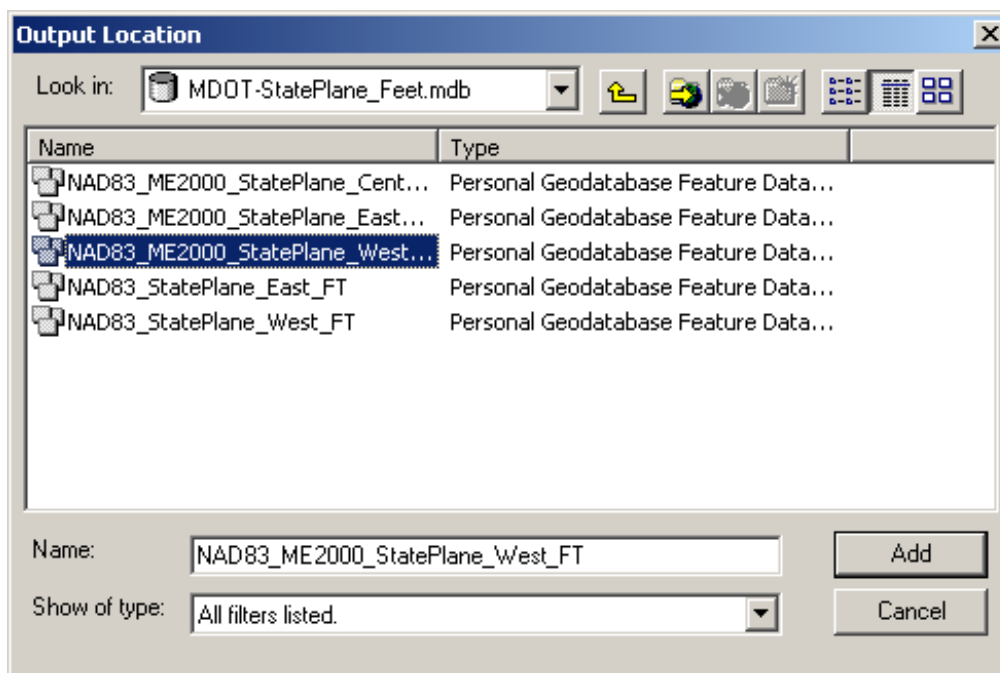 Output Location
Look in: MDOT-StatePlane_Feet.mdb
Name Type
NAD83_ME2000_StatePlane_Cent... Personal Geodatabase Feature Data...
NAD83_ME2000_StatePlane_East... Personal Geodatabase Feature Data...
NAD83_ME2000_StatePlane_West... Personal Geodatabase Feature Data...
NAD83_StatePlane_East_FT Personal Geodatabase Feature Data...
NAD83_StatePlane_West_FT Personal Geodatabase Feature Data...
Name: NAD83_ME2000_StatePlane_West_FT Add
Show of type: All filters listed. Cancel